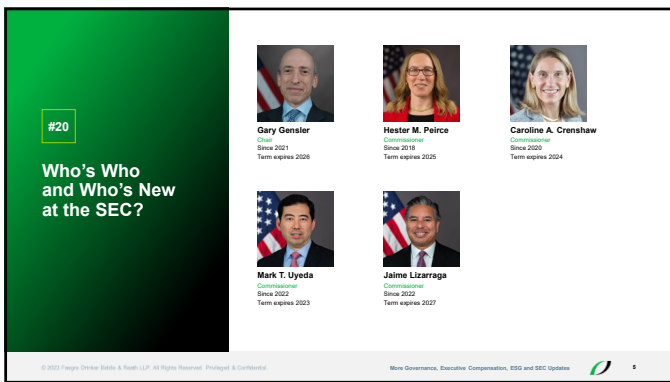 #20
Who's Who
and Who's New
at the SEC?
Gary Gensler
Chair
Since 2021
Term expires 2026
Hester M. Peirce
Commissioner
Since 2018
Term expires 2025
Caroline A. Crenshaw
Commissioner
Since 2020
Term expires 2024
Mark T. Uyeda
Commissioner
Since 2022
Term expires 2023
Jaime Lizarraga
Commissioner
Since 2022
Term expires 2027
© 2023 Faegre Drinker Biddle & Reath LLP. All Rights Reserved. Privileged & Confidential.
More Governance, Executive Compensation, ESG and SEC Updates
5